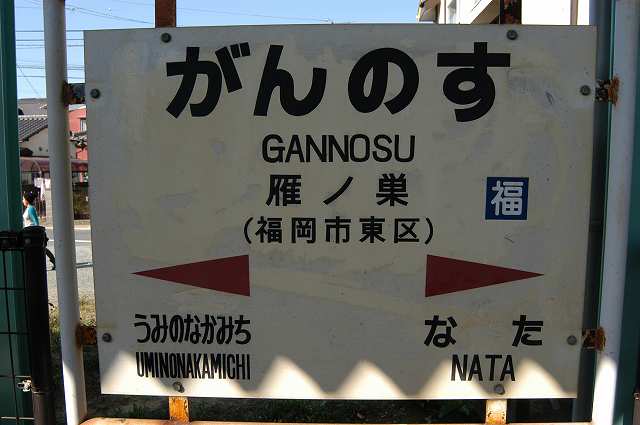 がんのす
GANNOSU
雁ノ巣
福
(福岡市東区)
うみのなかみち
UMINONAKAMICHI
なた
NATA